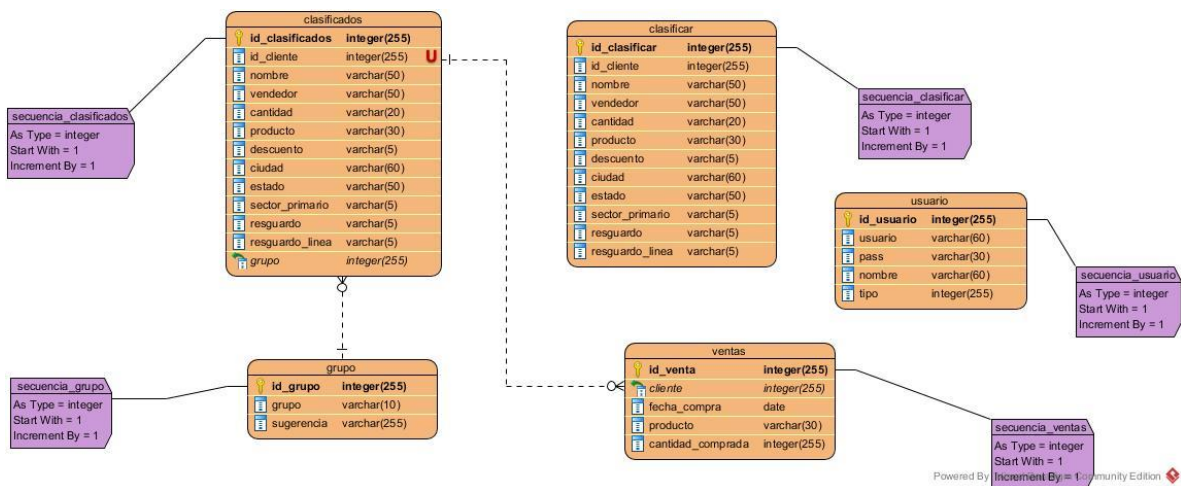 clasificados
id_clasificados integer(255)
id_cliente integer(255) U
nombre varchar(50)
vendedor varchar(50)
cantidad varchar(20)
producto varchar(30)
descuento varchar(5)
ciudad varchar(60)
estado varchar(50)
sector_primario varchar(5)
resguardo varchar(5)
resguardo_linea varchar(5)
grupo integer(255)
clasificar
id_clasificar integer(255)
id_cliente integer(255)
nombre varchar(50)
vendedor varchar(50)
cantidad varchar(20)
producto varchar(30)
descuento varchar(5)
ciudad varchar(60)
estado varchar(50)
sector_primario varchar(5)
resguardo varchar(5)
resguardo_linea varchar(5)
secuencia_clasificados
As Type = integer
Start With = 1
Increment By = 1
secuencia_clasificar
As Type = integer
Start With = 1
Increment By = 1
usuario
id_usuario integer(255)
usuario varchar(60)
pass varchar(30)
nombre varchar(60)
tipo integer(255)
secuencia_usuario
As Type = integer
Start With = 1
Increment By = 1
grupo
id_grupo integer(255)
grupo varchar(10)
sugerencia varchar(255)
secuencia_grupo
As Type = integer
Start With = 1
Increment By = 1
ventas
id_venta integer(255)
cliente integer(255)
fecha_compra date
producto varchar(30)
cantidad_comprada integer(255)
secuencia_ventas
As Type = integer
Start With = 1
Increment By = 1
Powered By Community Edition